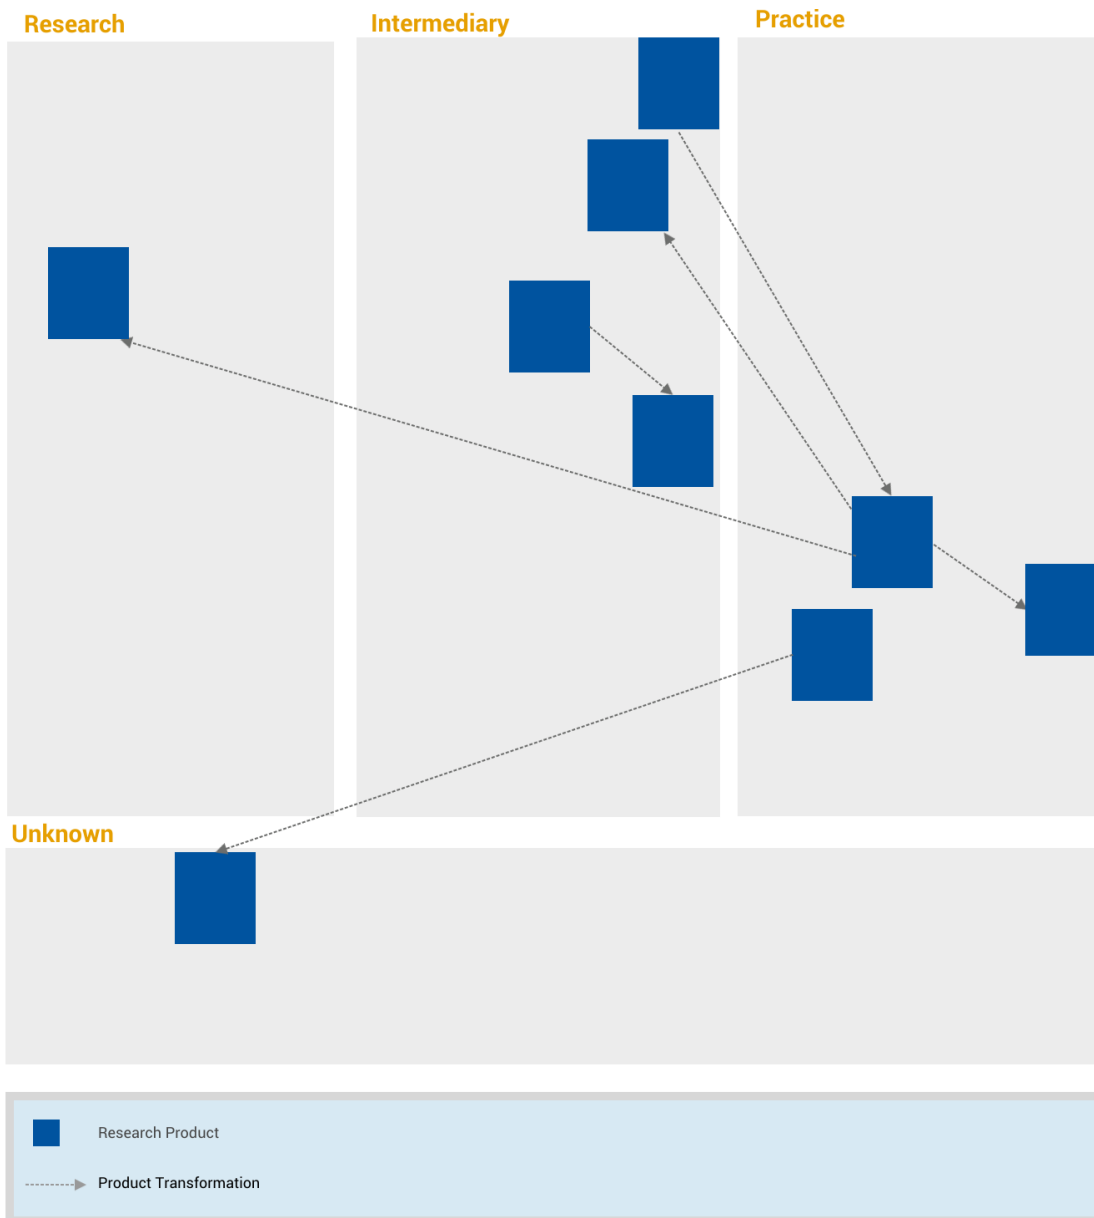 Research
Intermediary
Practice
Unknown
Research Product
Product Transformation